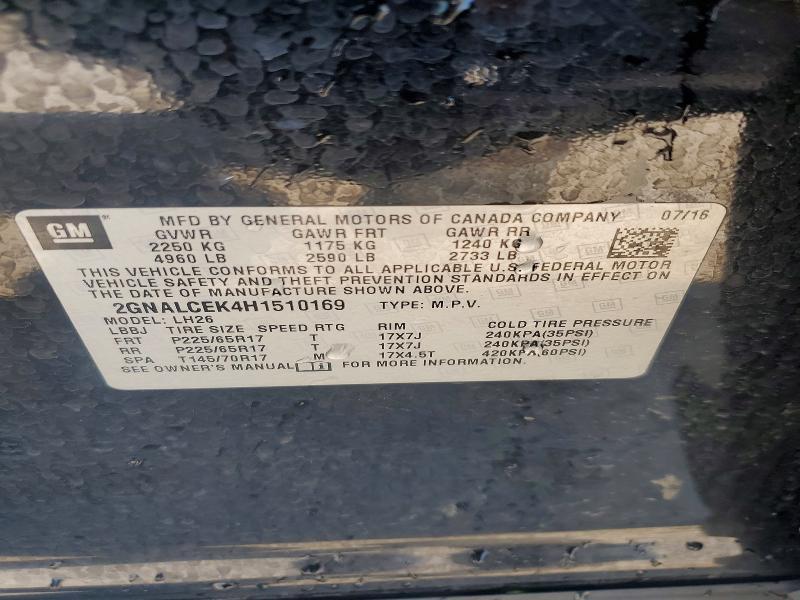 GM MFD BY GENERAL MOTORS OF CANADA COMPANY 07/16
GVWR GAWR FRT GAWR RR
2250 KG 1175 KG 1240 KG
4960 LB 2590 LB 2733 LB
THIS VEHICLE CONFORMS TO ALL APPLICABLE U.S. FEDERAL MOTOR
VEHICLE SAFETY AND THEFT PREVENTION STANDARDS IN EFFECT ON
THE DATE OF MANUFACTURE SHOWN ABOVE.
2GNALCEK4H1510169 TYPE: M.P.V.
MODEL: LV26
LBBJ TIRE SIZE SPEED RTG RIM COLD TIRE PRESSURE
FRT P225/65R17 T 17X7J 240KPA(35PSI)
RR P225/65R17 T 17X7J 240KPA(35PSI)
SPA T145/70R17 M 17X4.5T 420KPA(60PSI)
SEE OWNER'S MANUAL FOR MORE INFORMATION.